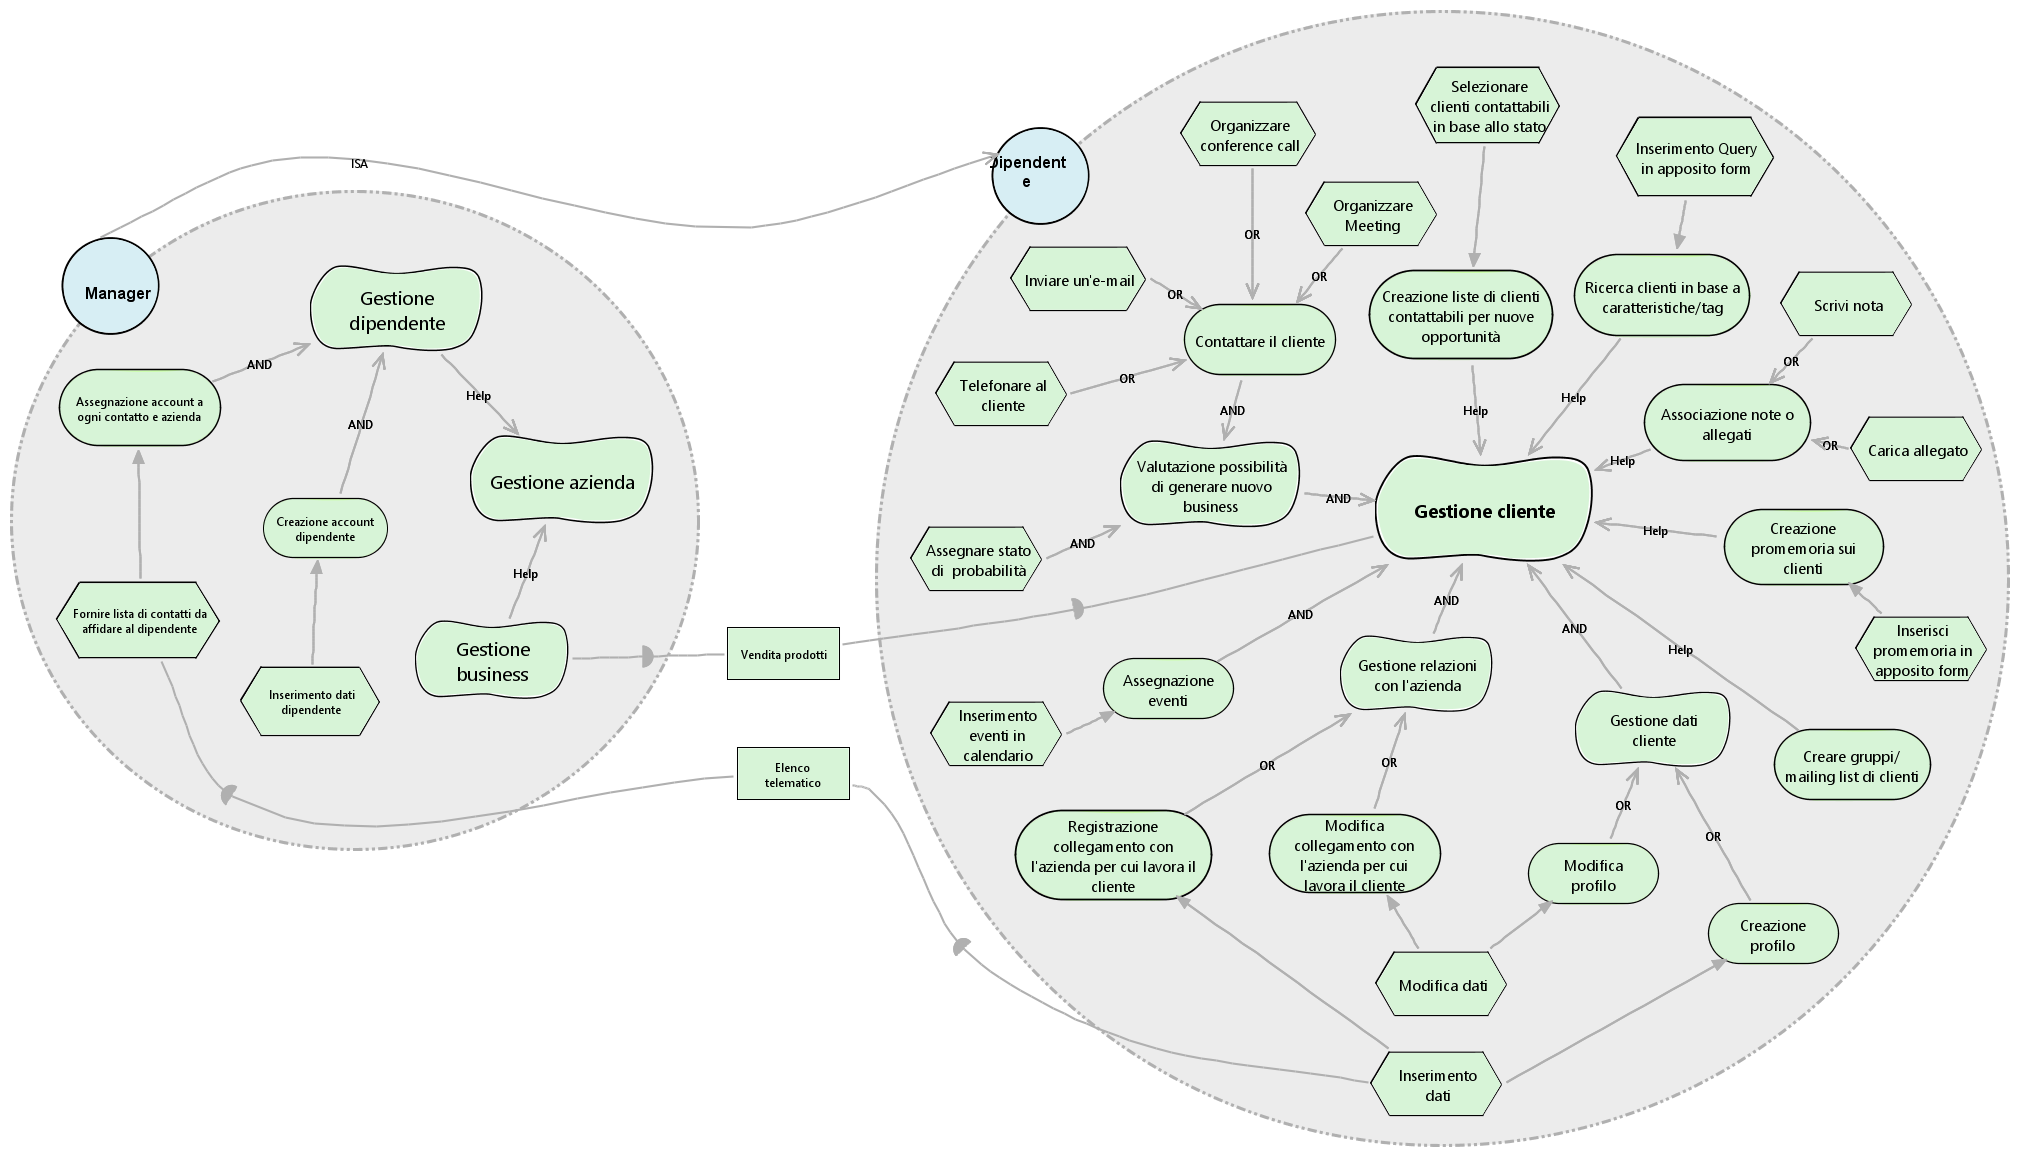 ISA
Manager
Gestione
dipendente
AND
Assegnazione account a
ogni contatto e azienda
AND
Help
Gestione azienda
Creazione account
dipendente
Help
Fornire lista di contatti da
affidare al dipendente
Gestione
business
Inserimento dati
dipendente
Vendita prodotti
Elenco
telematico
Dipendent
e
Organizzare
conference call
Selezionare
clienti contattabili
in base allo stato
Inserimento Query
in apposito form
Organizzare
Meeting
OR
Inviare un'e-mail
OR
OR
Creazione liste di clienti
contattabili per nuove
opportunità
Ricerca clienti in base a
caratteristiche/tag
Scrivi nota
Contattare il cliente
OR
Telefonare al
cliente
OR
AND
Help
Help
Associazione note o
allegati
OR
Carica allegato
Help
Valutazione possibilità
di generare nuovo
business
AND
Gestione cliente
Assegnare stato
di probabilità
AND
Help
Creazione
promemoria sui
clienti
Inserisci
promemoria in
apposito form
AND
AND
AND
Help
Assegnazione
eventi
Gestione relazioni
con l'azienda
Gestione dati
cliente
Inserimento
eventi in
calendario
Creare gruppi/
mailing list di clienti
OR
OR
OR
OR
Registrazione
collegamento con
l'azienda per cui lavora il
cliente
Modifica
collegamento con
l'azienda per cui
lavora il cliente
Modifica
profilo
Creazione
profilo
Modifica dati
Inserimento
dati